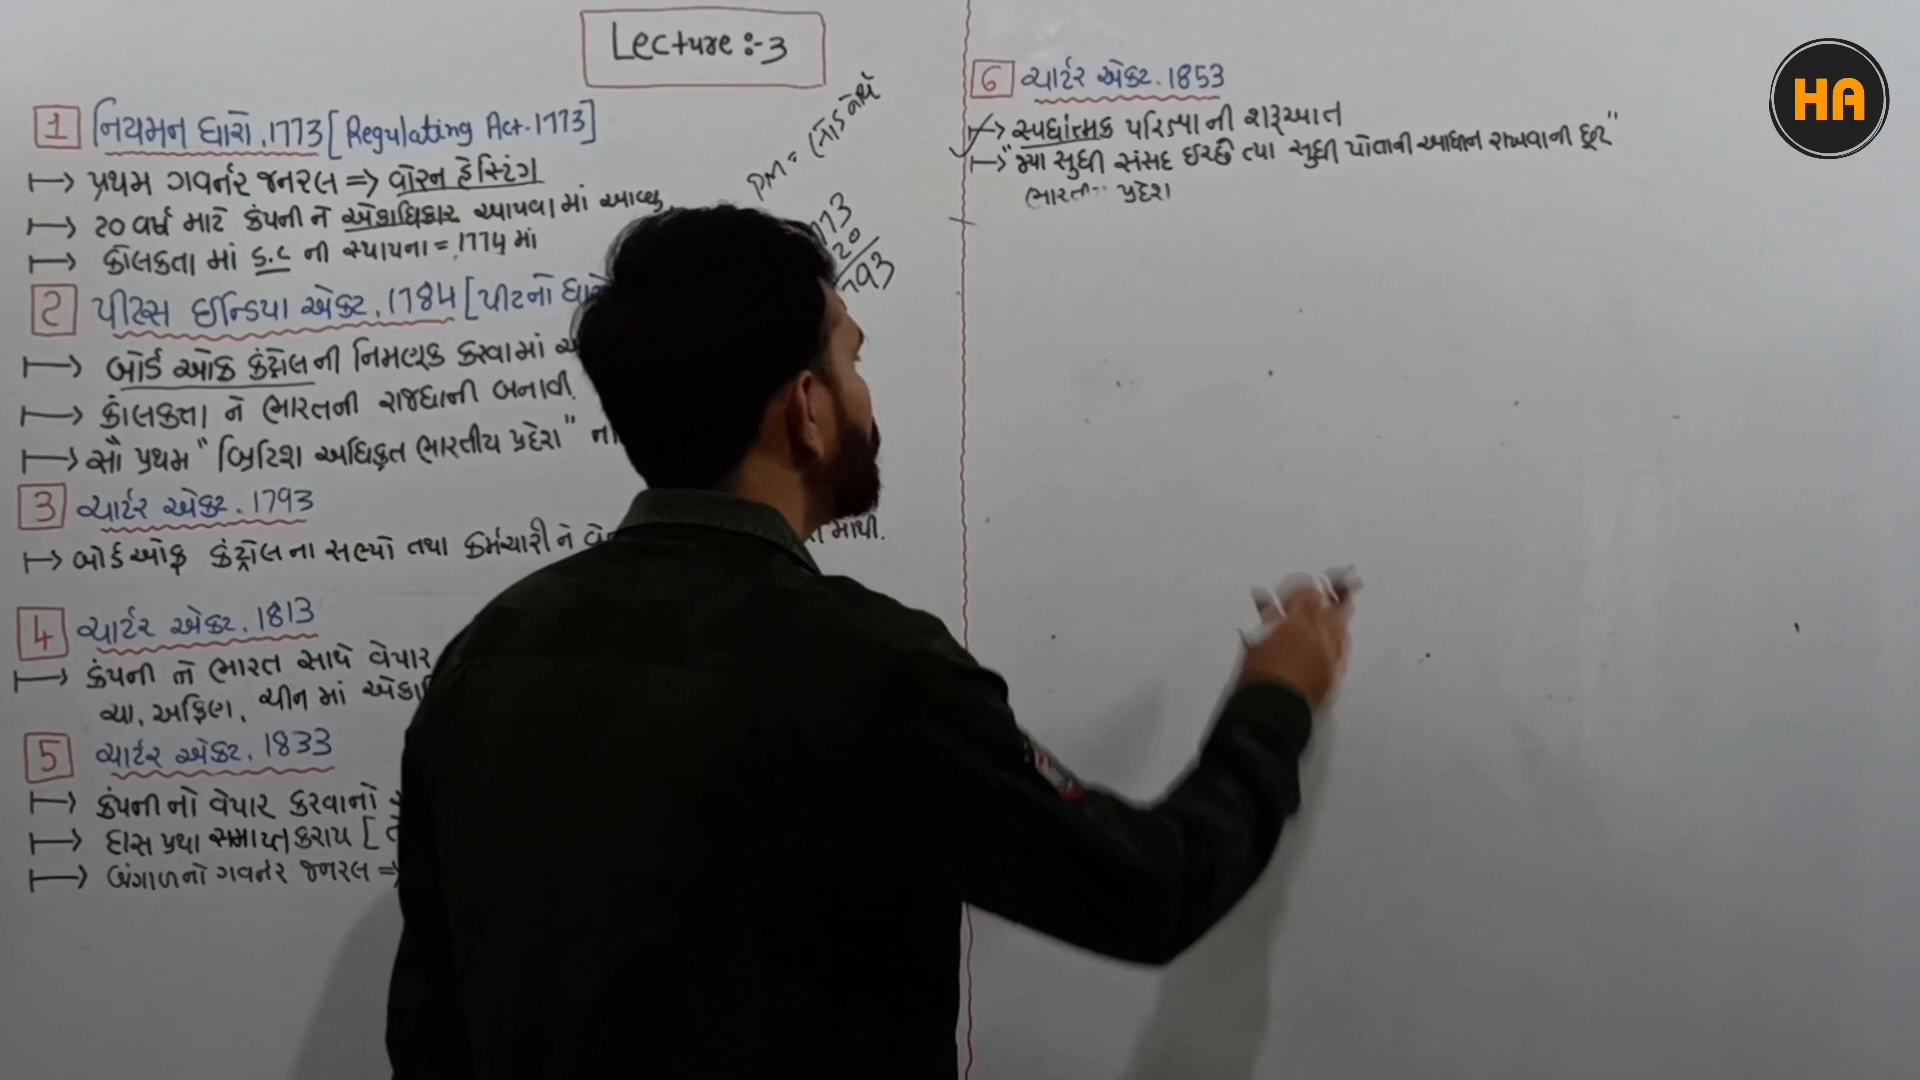 Lecture :- 3
1 નિયમન ધારો. 1773 [Regulating Act. 1773]
પ્રથમ ગવર્નર જનરલ => વોરન હેસ્ટિંગ
૨૦ વર્ષ માટે કંપની ને એકાધિકાર આપવામાં આવ્યુ
કોલકતા માં S.C ની સ્થાપના = 1774 માં
PM = લોર્ડ નોર્થ
20
2 પીટ્સ ઈન્ડિયા એક્ટ. 1784 [પીટનો
બોર્ડ ઓફ કંટ્રોલ ની નિમણૂક કરવામાં
કોલકત્તા ને ભારતની રાજધાની બનાવી.
સૌ પ્રથમ "બ્રિટિશ અધિકૃત ભારતીય પ્રદેશ"
3 ચાર્ટર એક્ટ. 1793
બોર્ડ ઓફ કંટ્રોલ ના સભ્યો તથા કર્મચારી ને માથી.
4 ચાર્ટર એક્ટ. 1813
કંપની ને ભારત સાથે વેપાર
ચા, અફિણ, ચીન માં
5 ચાર્ટર એક્ટ. 1833
કંપની નો વેપાર કરવાનો
દાસ પ્રથા સમાપ્ત કરાય [
બંગાળનો ગવર્નર જનરલ =>
6 ચાર્ટર એક્ટ. 1853
સ્પર્ધાત્મક પરિક્ષાની શરૂઆત
"જ્યા સુધી સંસદ ઈચ્છે ત્યા સુધી પોતાની આધીન રાખવાની છૂટ"
ભારતીય પ્રદેશ
HA